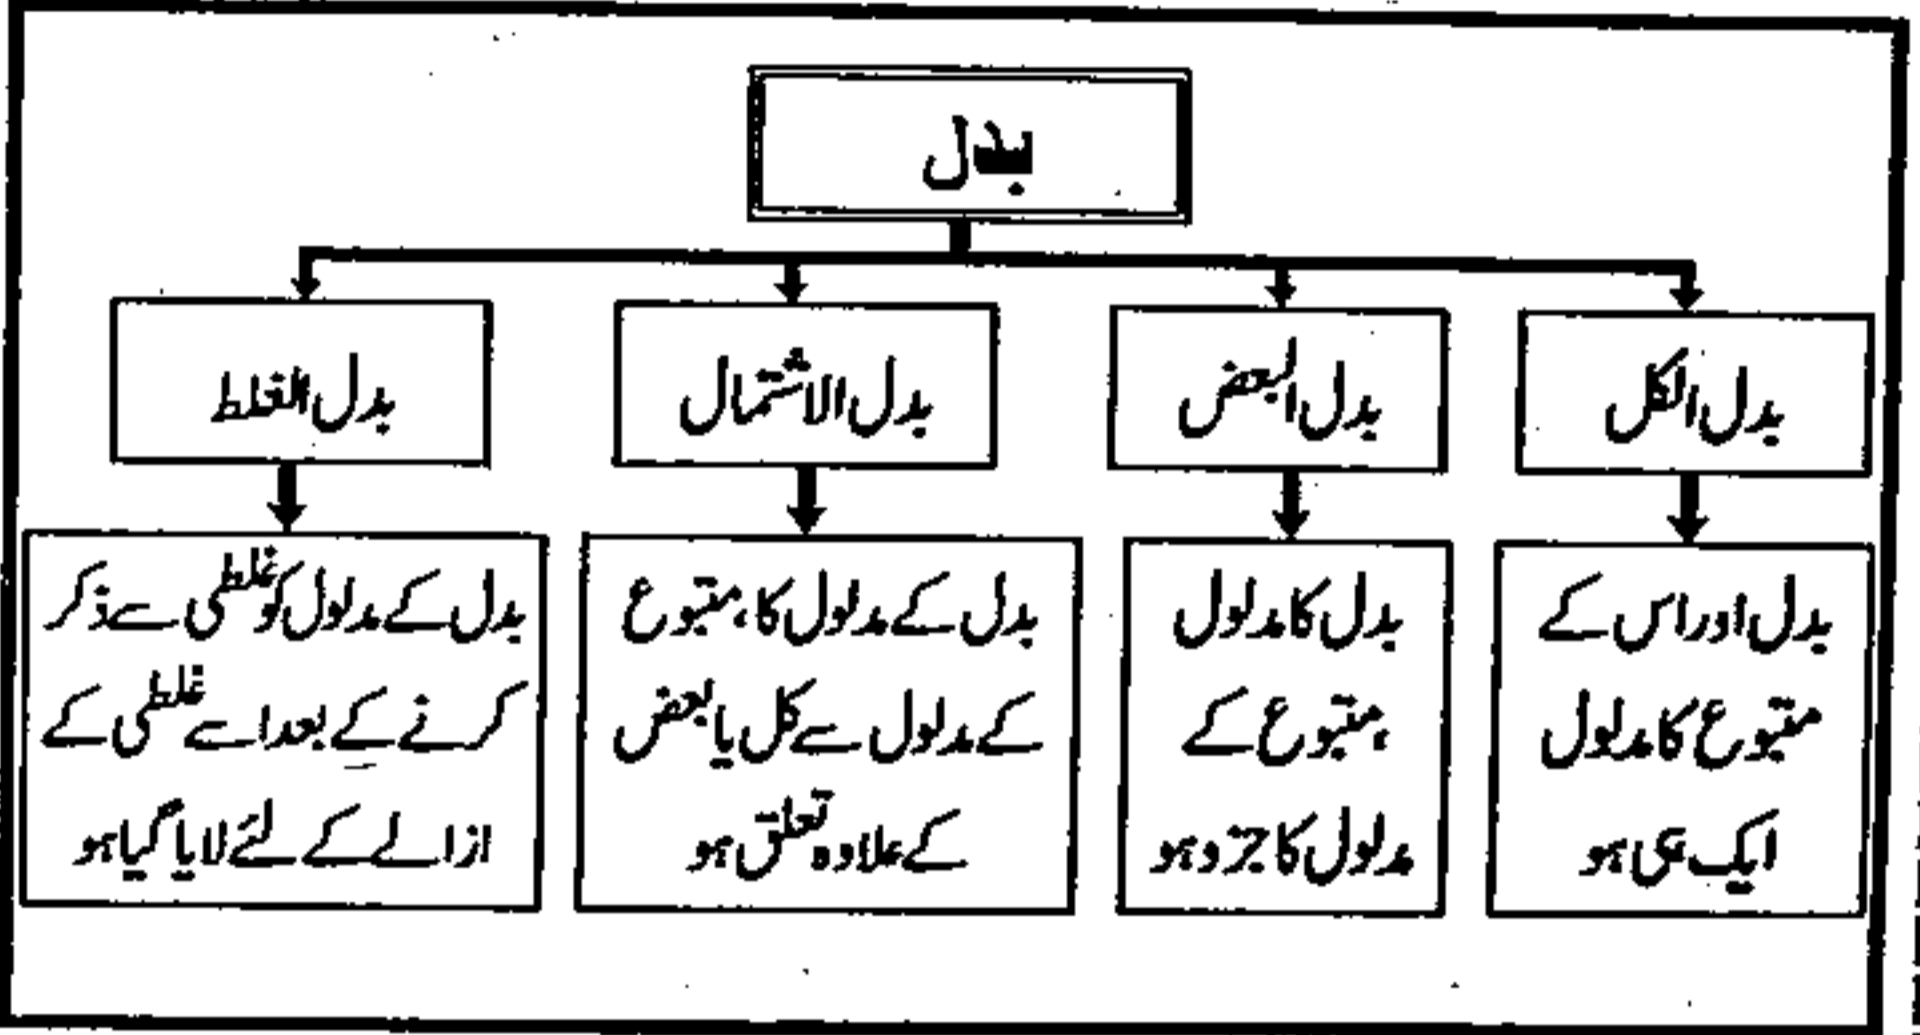 بدل
بدل الکل
بدل البعض
بدل الاشتمال
بدل الغلط
بدل اور اس کے
متبوع کا مدلول
ایک ہی ہو
بدل کا مدلول
، متبوع کے
مدلول کا جزو ہو
بدل کے مدلول کا ، متبوع
کے مدلول سے کل یا بعض
کے علاوہ تعلق ہو
بدل کے مدلول کو غلطی سے ذکر
کرنے کے بعد اسے غلطی کے
ازالے کے لئے لایا گیا ہو